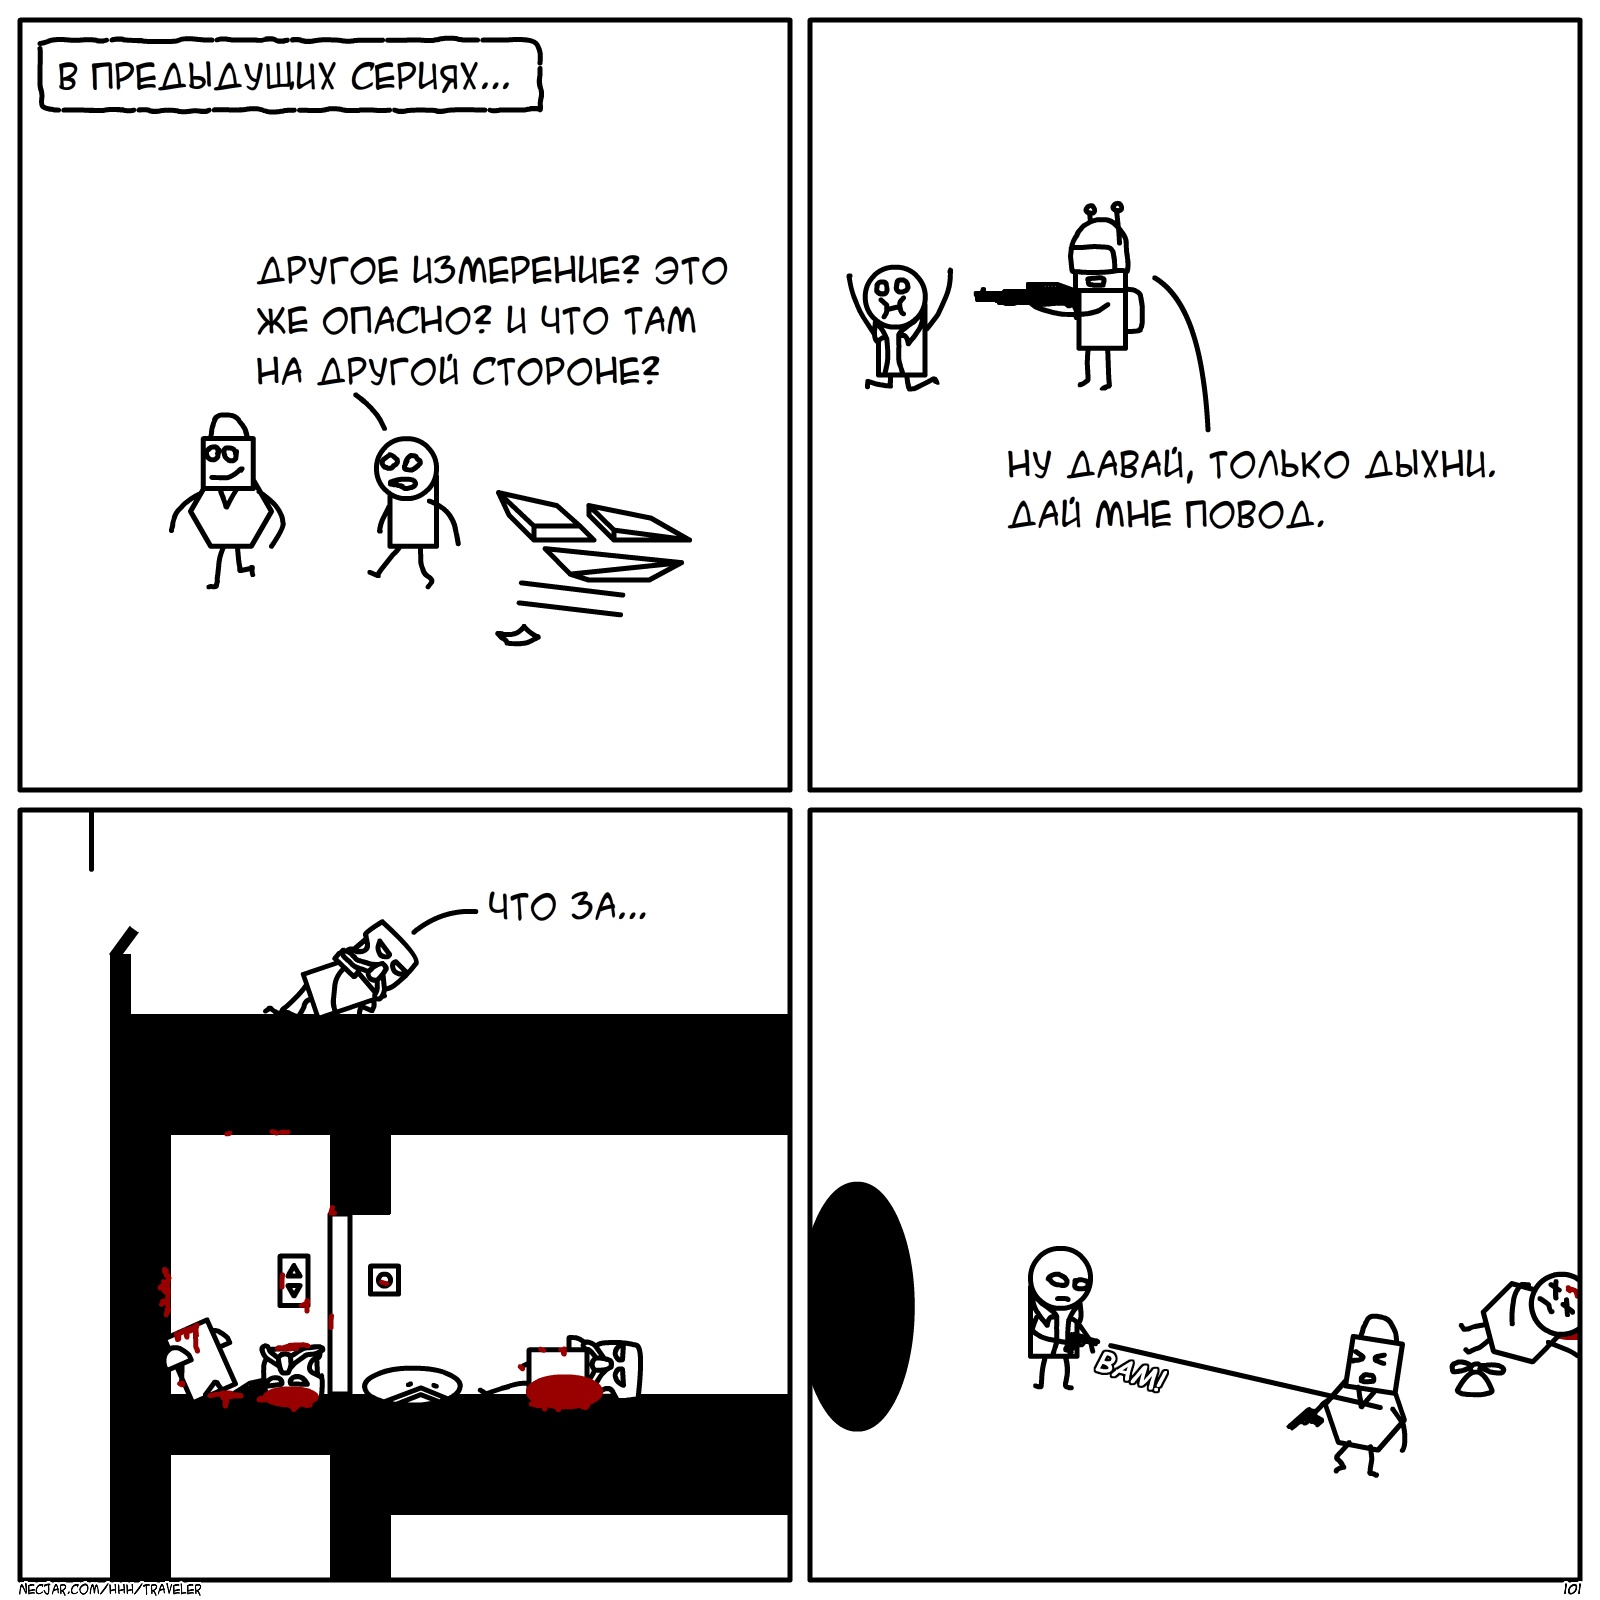 В ПРЕДЫДУЩИХ СЕРИЯХ...
ДРУГОЕ ИЗМЕРЕНИЕ? ЭТО
ЖЕ ОПАСНО? И ЧТО ТАМ
НА ДРУГОЙ СТОРОНЕ?
НУ ДАВАЙ, ТОЛЬКО ДЫХНИ.
ДАЙ МНЕ ПОВОД.
ЧТО ЗА...
BAM!
NECJAR.COM/HHH/TRAVELER
101